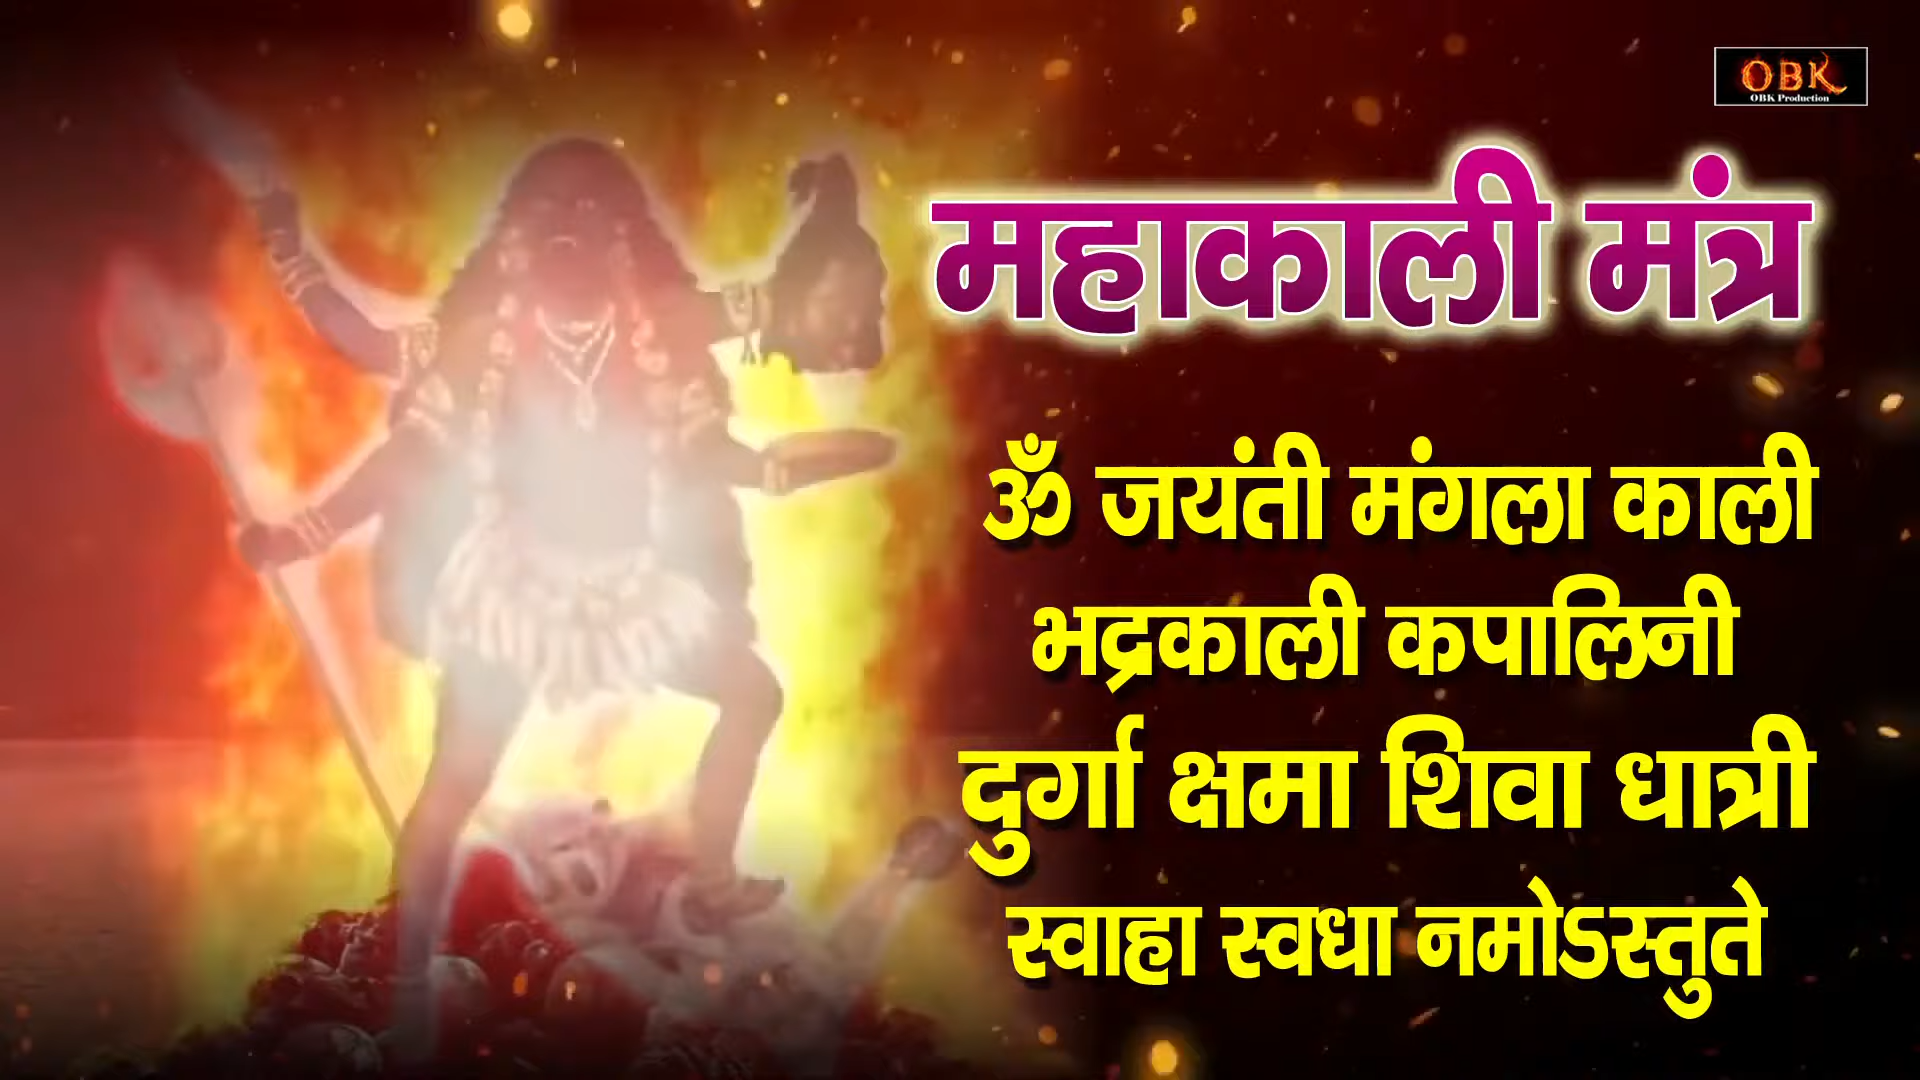 OBK
OBK Production
महाकाली मंत्र
ॐ जयंती मंगला काली
भद्रकाली कपालिनी
दुर्गा क्षमा शिवा धात्री
स्वाहा स्वधा नमोऽस्तुते